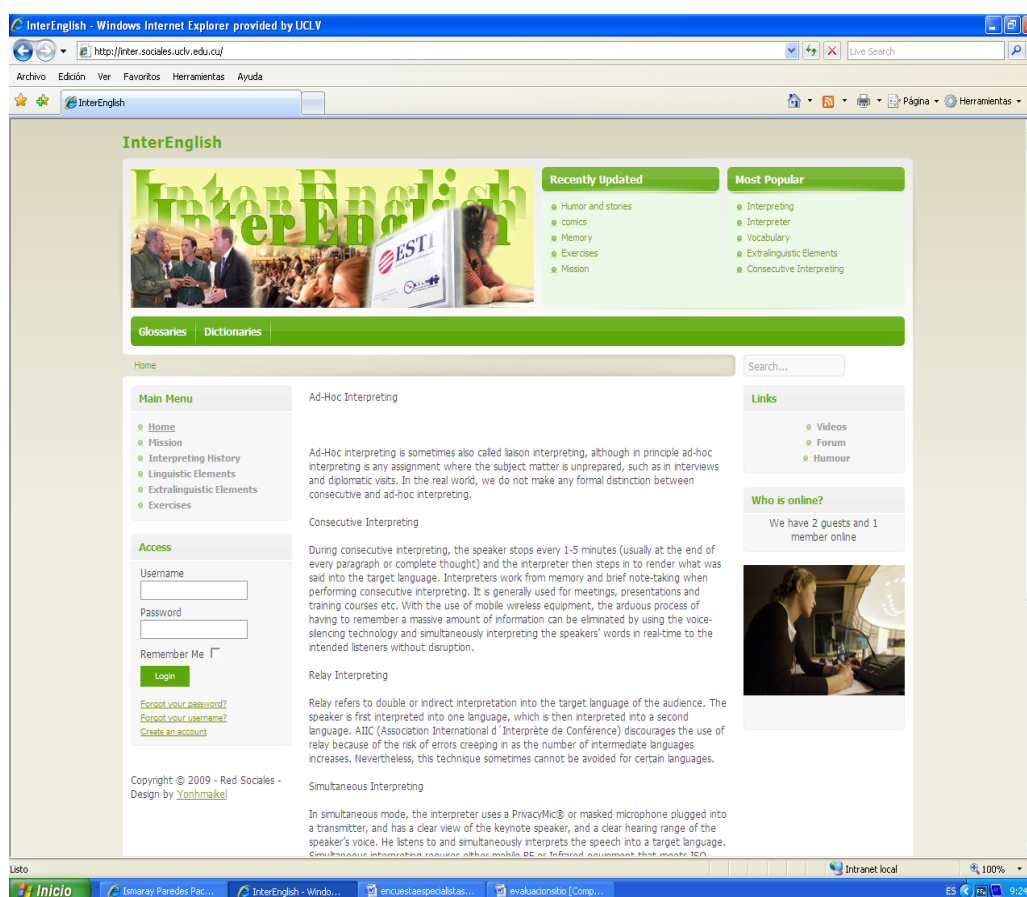 InterEnglish - Windows Internet Explorer provided by UCLV
http://inter.sociales.uclv.edu.cu/
Live Search
Archivo Edición Ver Favoritos Herramientas Ayuda
InterEnglish
Página Herramientas
InterEnglish
InterEnglish
InterEnglish
ESTI
Recently Updated
Humor and stories
comics
Memory
Exercises
Mission
Most Popular
Interpreting
Interpreter
Vocabulary
Extralinguistic Elements
Consecutive Interpreting
Glossaries Dictionaries
Home
Search...
Main Menu
Home
Mission
Interpreting History
Linguistic Elements
Extralinguistic Elements
Exercises
Access
Username
Password
Remember Me
Login
Forgot your password?
Forgot your username?
Create an account
Copyright © 2009 - Red Sociales -
Design by Yonhmaikel
Ad-Hoc Interpreting
Ad-Hoc interpreting is sometimes also called liaison interpreting, although in principle ad-hoc
interpreting is any assignment where the subject matter is unprepared, such as in interviews
and diplomatic visits. In the real world, we do not make any formal distinction between
consecutive and ad-hoc interpreting.
Consecutive Interpreting
During consecutive interpreting, the speaker stops every 1-5 minutes (usually at the end of
every paragraph or complete thought) and the interpreter then steps in to render what was
said into the target language. Interpreters work from memory and brief note-taking when
performing consecutive interpreting. It is generally used for meetings, presentations and
training courses etc. With the use of mobile wireless equipment, the arduous process of
having to remember a massive amount of information can be eliminated by using the voice-
silencing technology and simultaneously interpreting the speakers' words in real-time to the
intended listeners without disruption.
Relay Interpreting
Relay refers to double or indirect interpretation into the target language of the audience. The
speaker is first interpreted into one language, which is then interpreted into a second
language. AIIC (Association International d´Interprète de Conférence) discourages the use of
relay because of the risk of errors creeping in as the number of intermediate languages
increases. Nevertheless, this technique sometimes cannot be avoided for certain languages.
Simultaneous Interpreting
In simultaneous mode, the interpreter uses a PrivacyMic® or masked microphone plugged into
a transmitter, and has a clear view of the keynote speaker, and a clear hearing range of the
speaker's voice. He listens to and simultaneously interprets the speech into a target language.
Simultaneous interpreting requires either mobile RF or Infrared equipment that meets ISO
Links
Videos
Forum
Humour
Who is online?
We have 2 guests and 1
member online
Listo
Intranet local
100%
Inicio
Ismaray Paredes Pac...
InterEnglish - Windo...
encuestaespecialistas...
evaluacionsitio [Comp...
ES
9:24